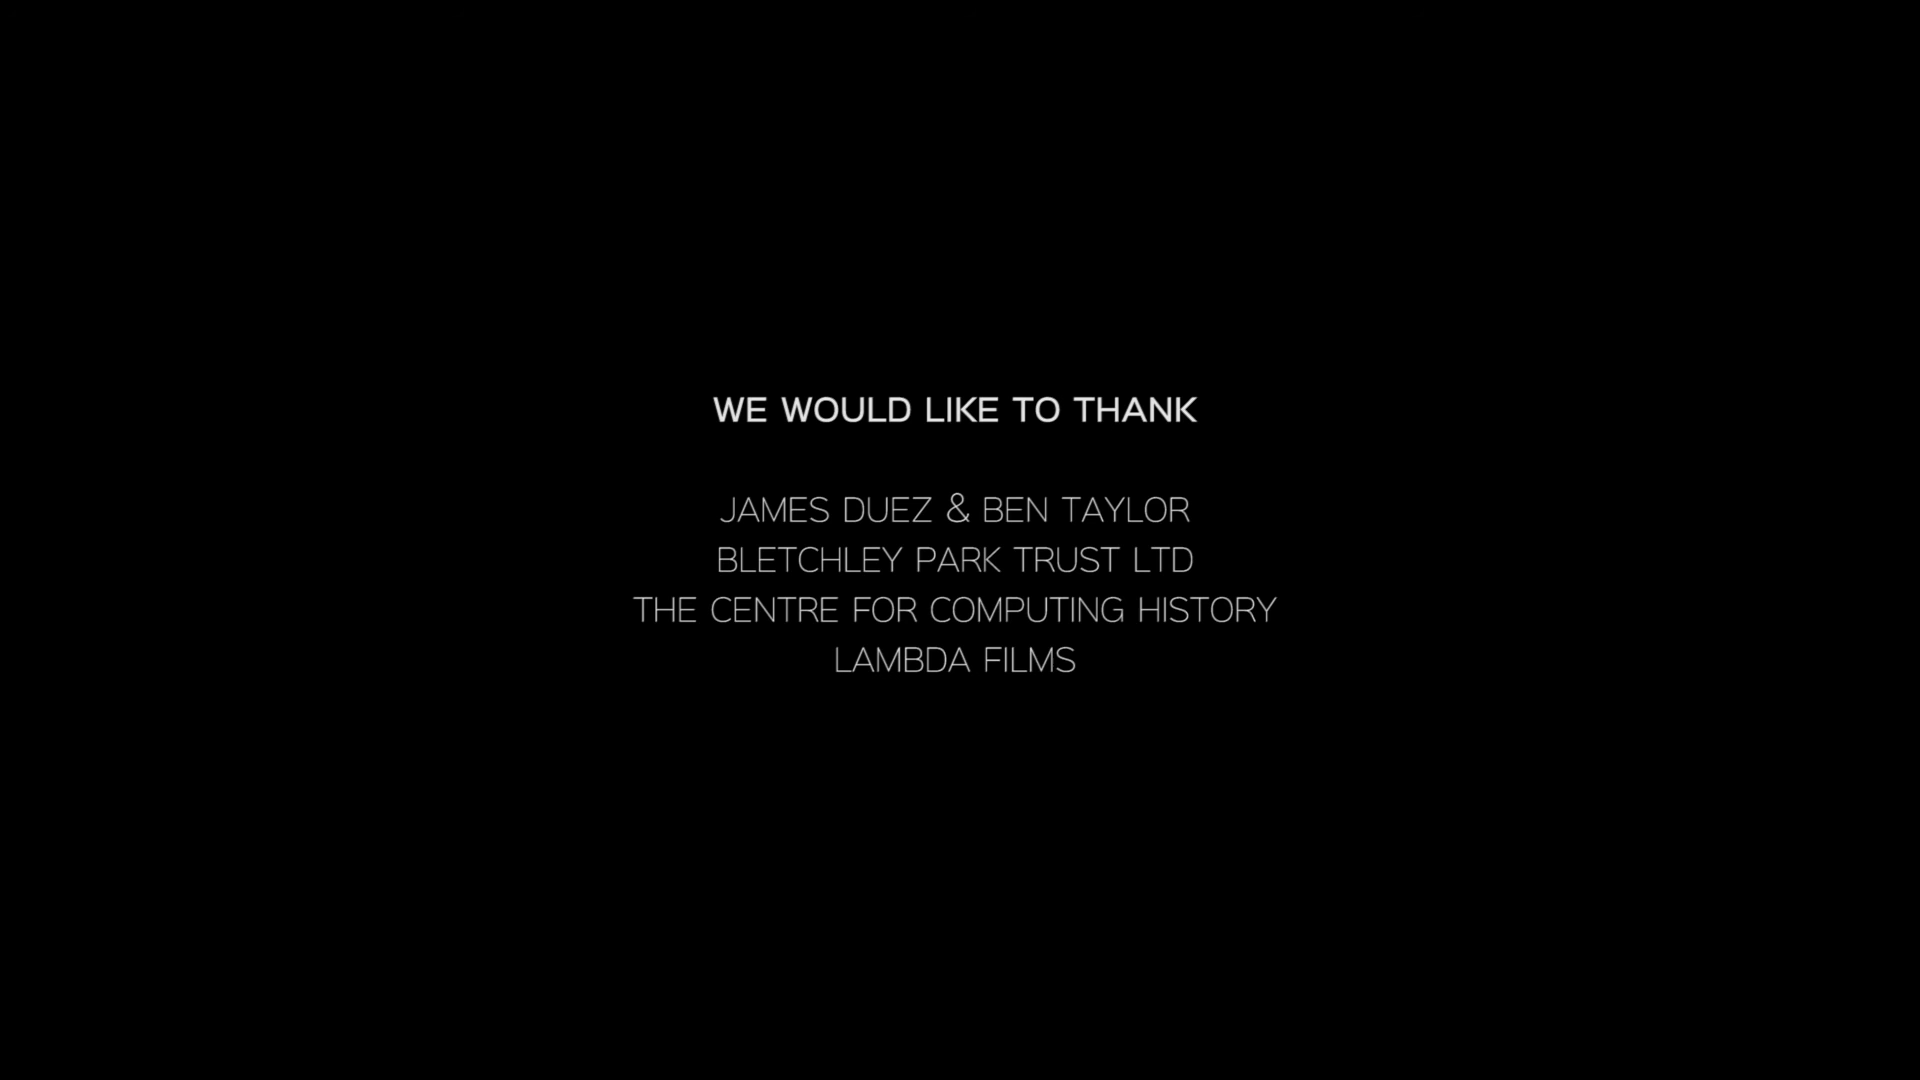 WE WOULD LIKE TO THANK
JAMES DUEZ & BEN TAYLOR
BLETCHLEY PARK TRUST LTD
THE CENTRE FOR COMPUTING HISTORY
LAMBDA FILMS